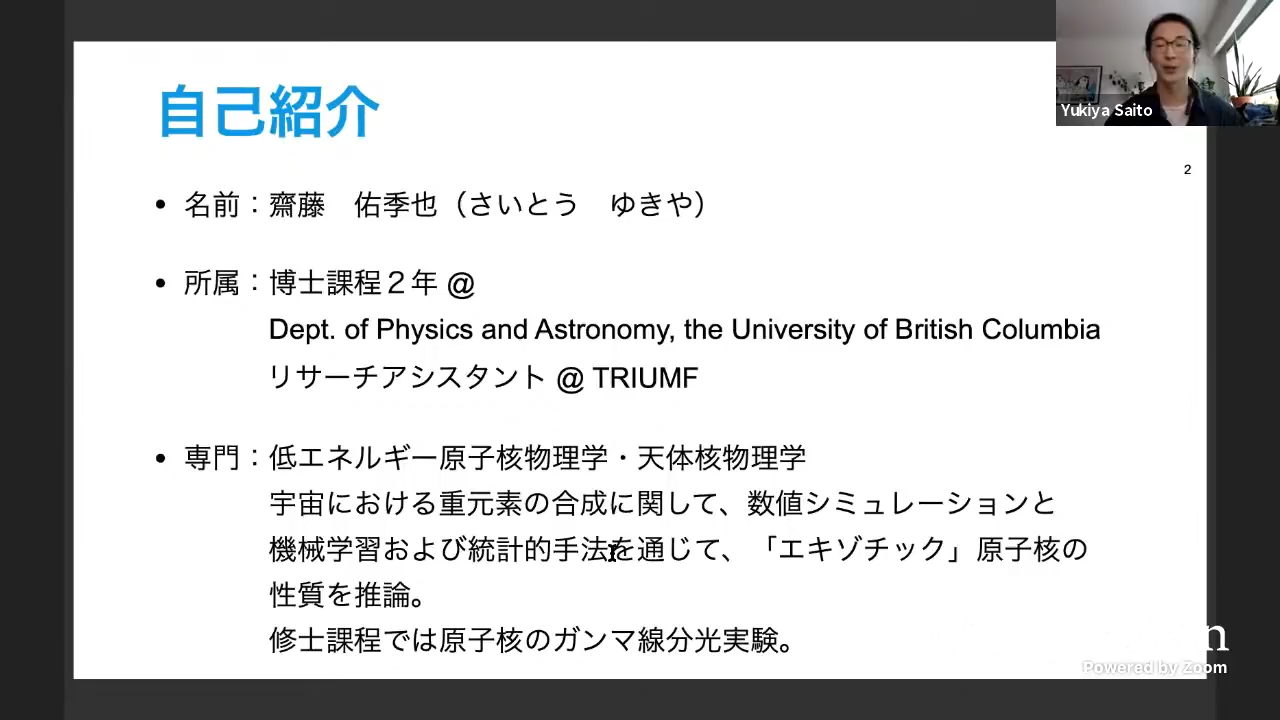 自己紹介
Yukiya Saito
2
• 名前：齋藤　佑季也（さいとう　ゆきや）
• 所属：博士課程２年 @
Dept. of Physics and Astronomy, the University of British Columbia
リサーチアシスタント @ TRIUMF
• 専門：低エネルギー原子核物理学・天体核物理学
宇宙における重元素の合成に関して、数値シミュレーションと
機械学習および統計的手法を通じて、「エキゾチック」原子核の
性質を推論。
修士課程では原子核のガンマ線分光実験。
Powered by Zoom